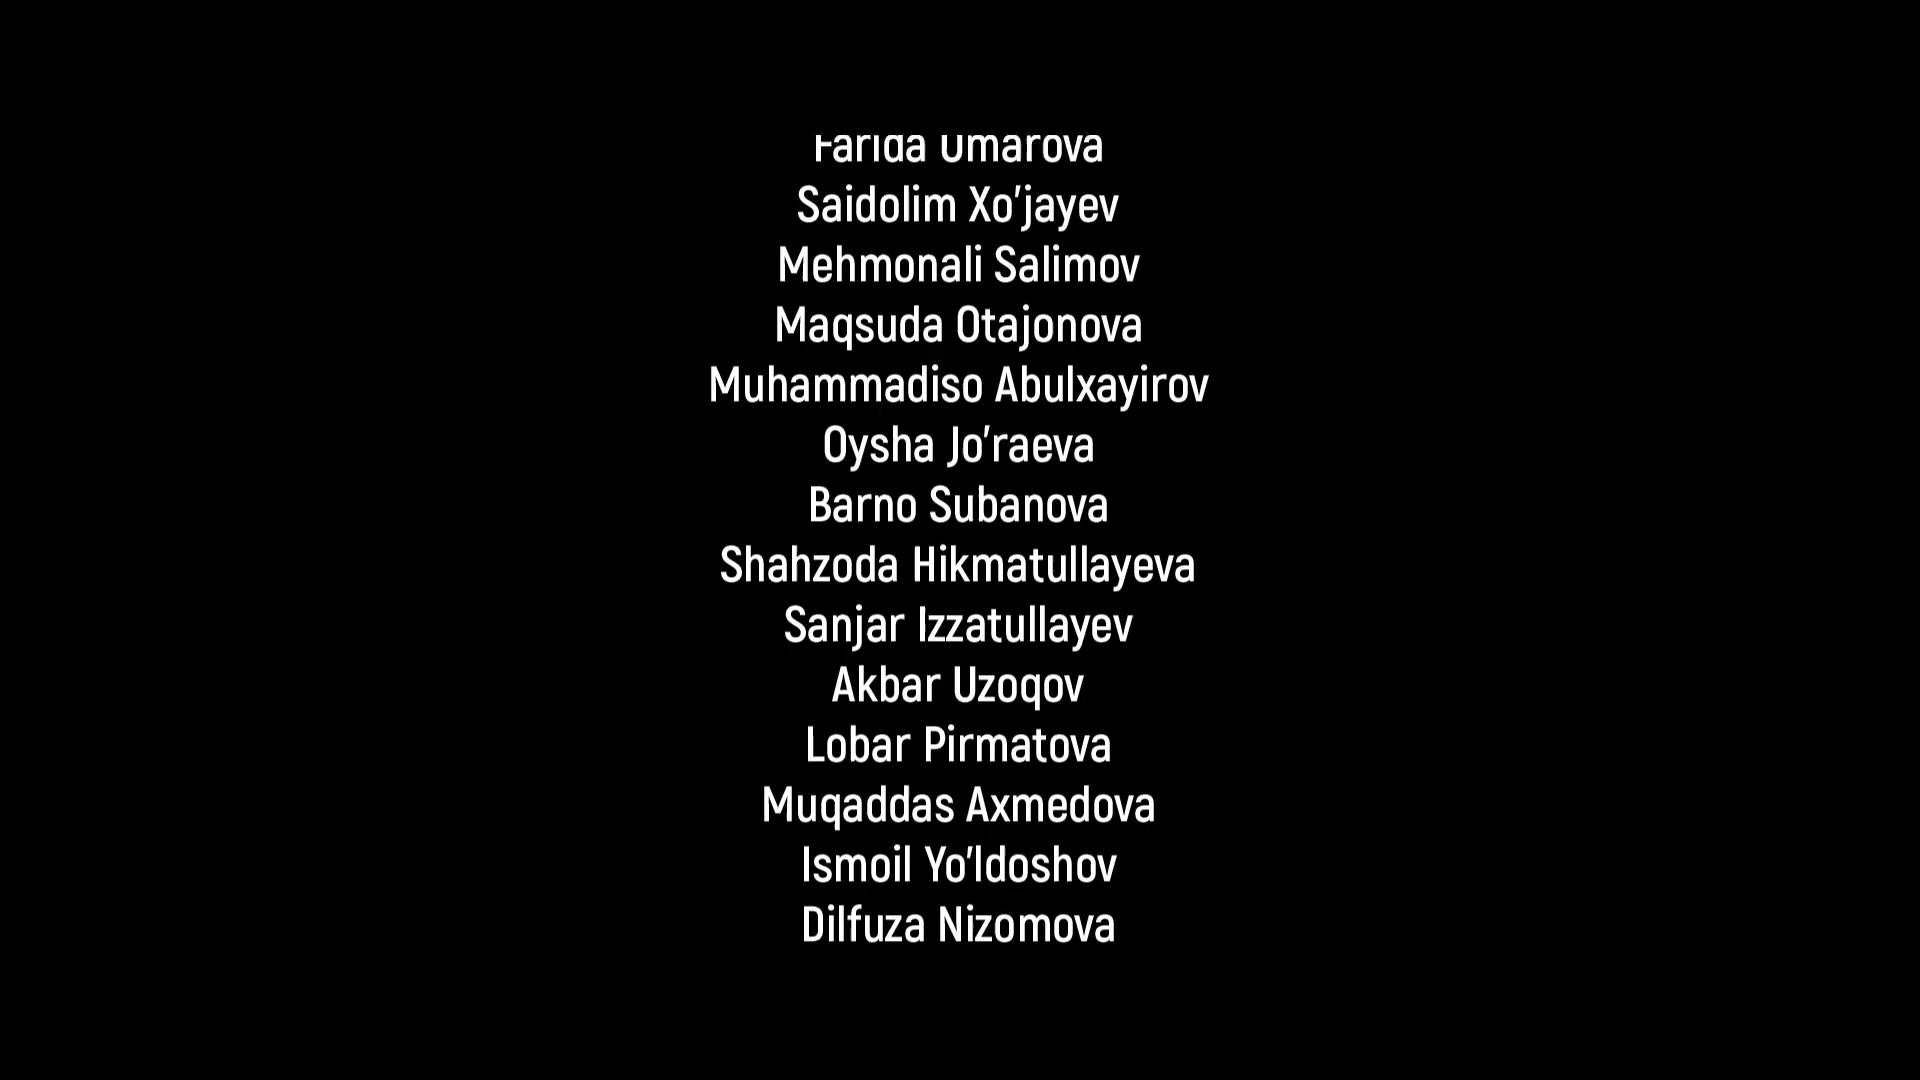 Farida Umarova
Saidolim Xo'jayev
Mehmonali Salimov
Maqsuda Otajonova
Muhammadiso Abulxayirov
Oysha Jo'raeva
Barno Subanova
Shahzoda Hikmatullayeva
Sanjar Izzatullayev
Akbar Uzoqov
Lobar Pirmatova
Muqaddas Axmedova
Ismoil Yo'ldoshov
Dilfuza Nizomova